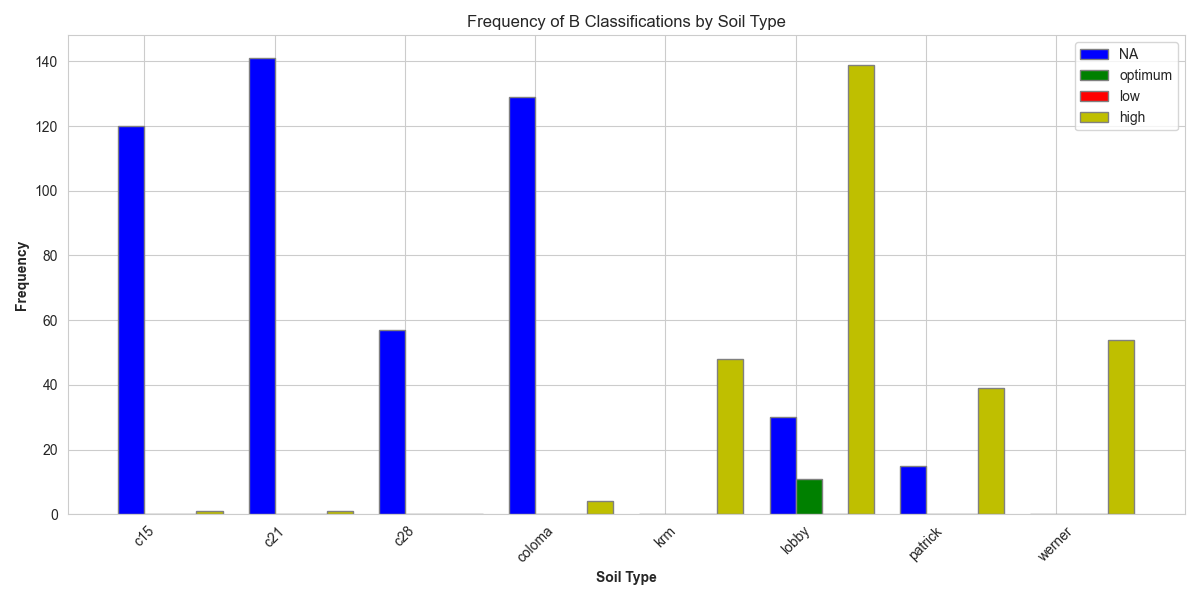 Frequency of B Classifications by Soil Type
NA
optimum
low
high
140
120
100
80
60
40
20
0
Frequency
c15
c21
c28
coloma
krm
lobby
patrick
werner
Soil Type